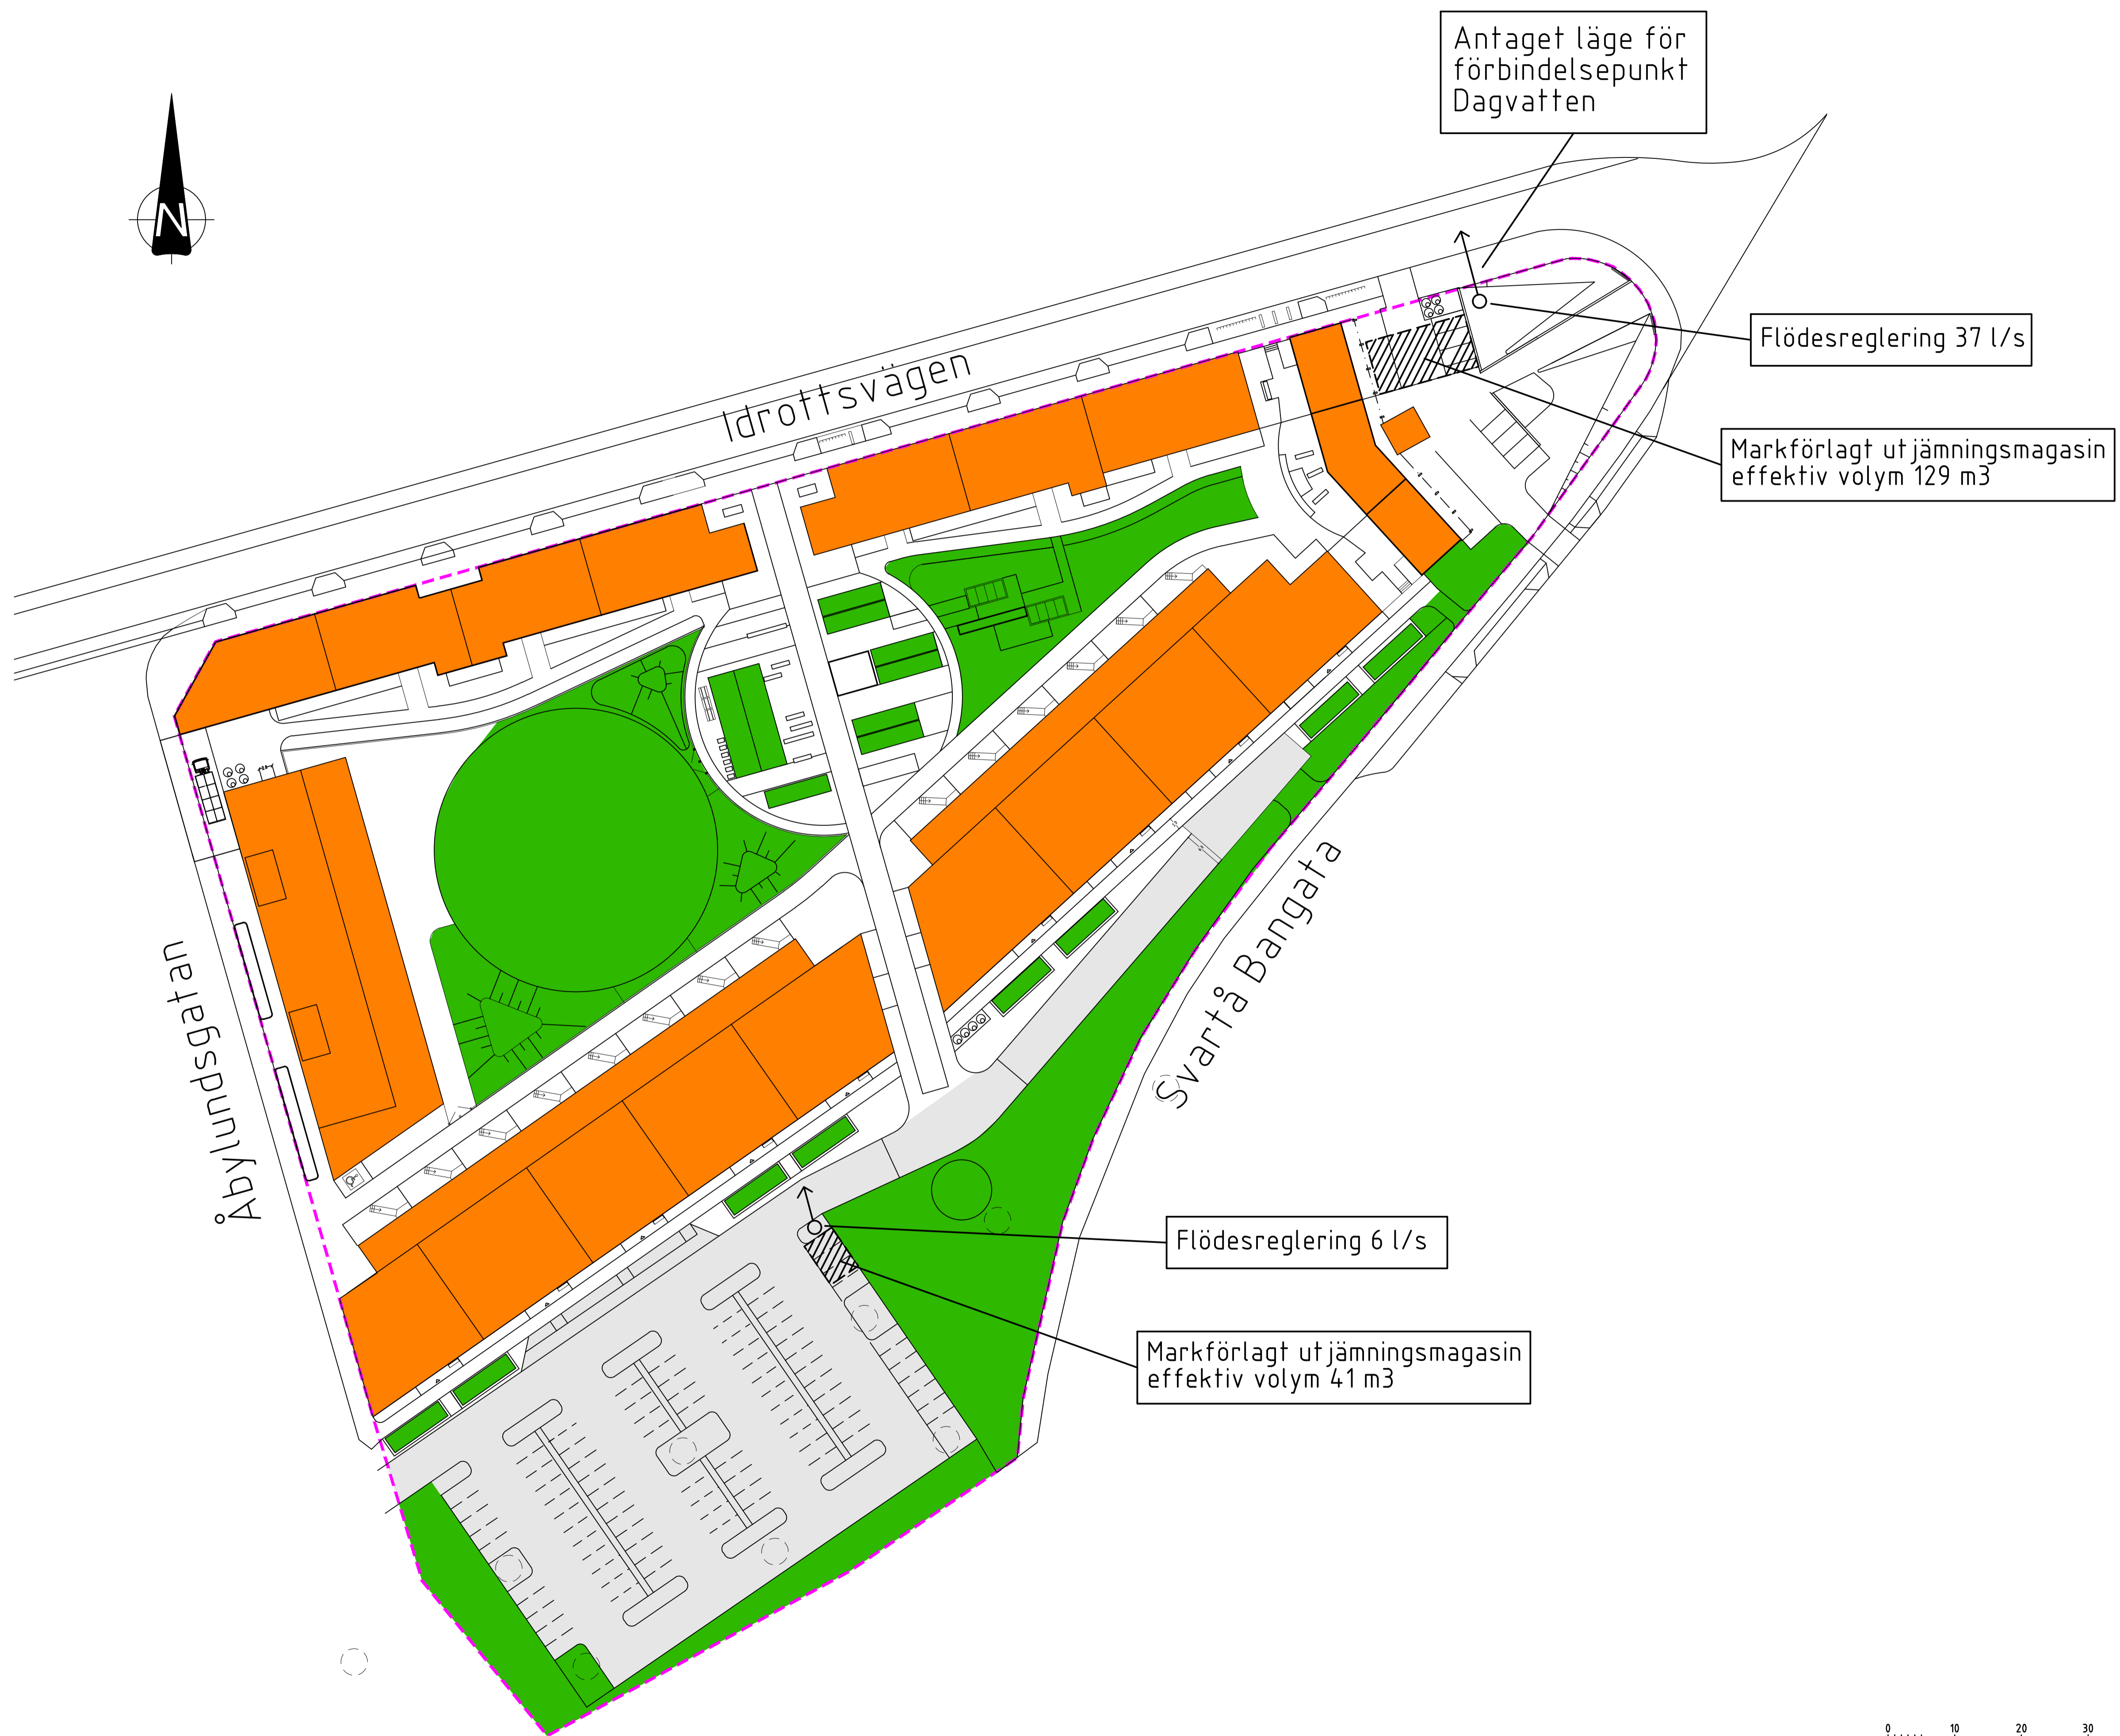 Antaget läge för
förbindelsepunkt
Dagvatten
N
Flödesreglering 37 l/s
Idrottsvägen
Markförlagt utjämningsmagasin
effektiv volym 129 m3
Svartå Bangata
Åbylundsgatan
Flödesreglering 6 l/s
Markförlagt utjämningsmagasin
effektiv volym 41 m3
0 10 20 30